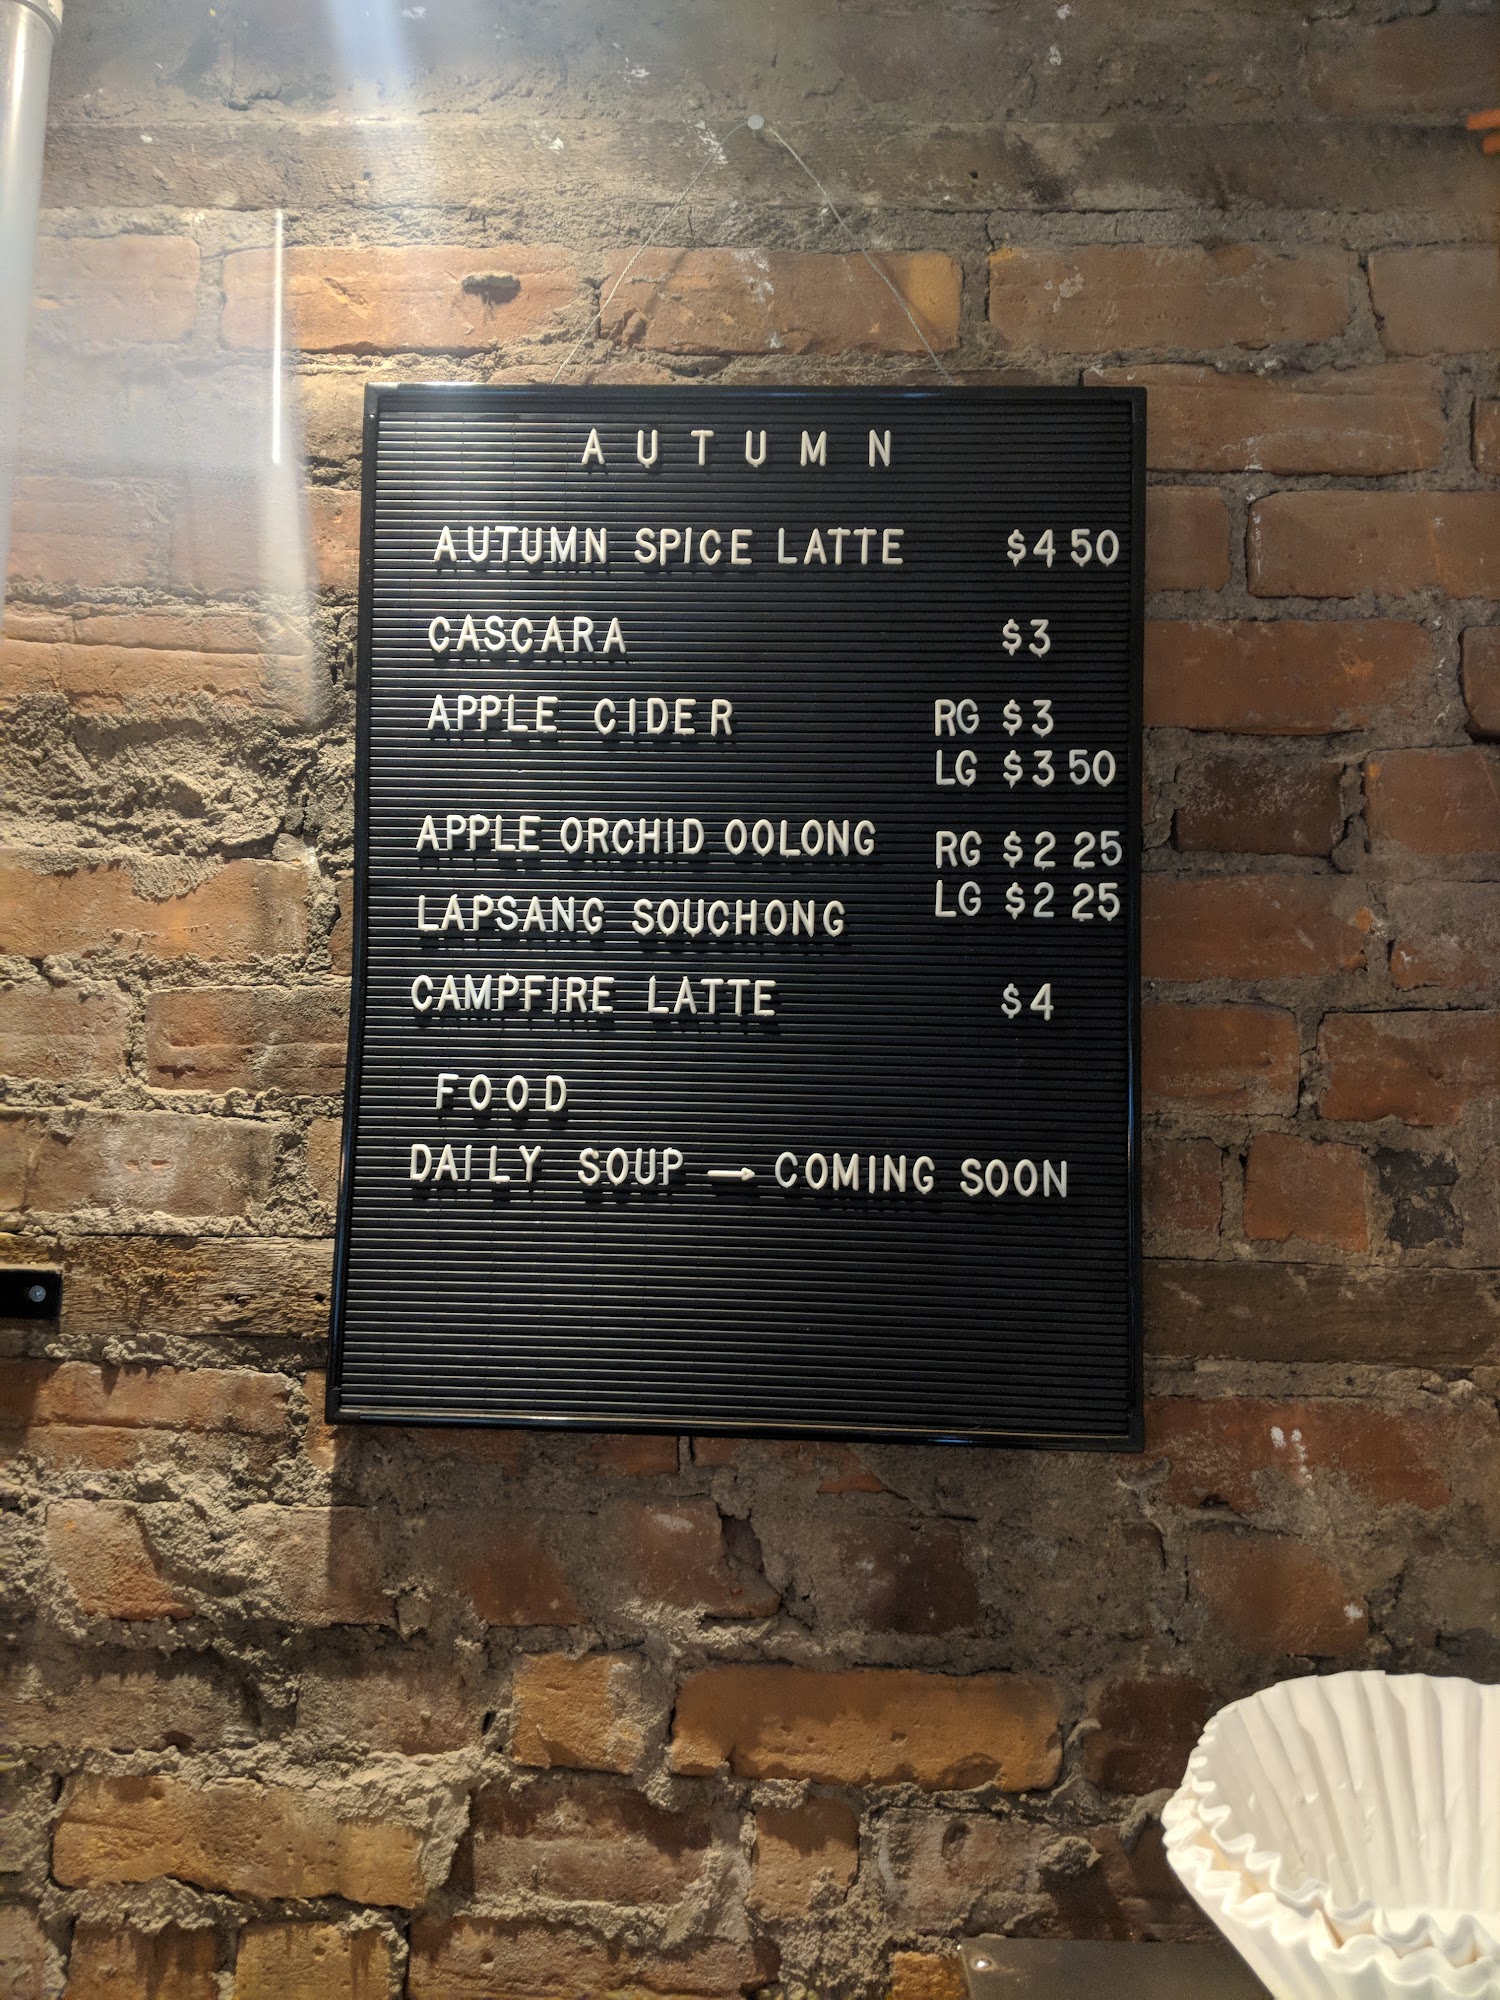 AUTUMN
AUTUMN SPICE LATTE $4 50
CASCARA $3
APPLE CIDER RG $3
LG $3 50
APPLE ORCHID OOLONG RG $2 25
LAPSANG SOUCHONG LG $2 25
CAMPFIRE LATTE $4
FOOD
DAILY SOUP → COMING SOON